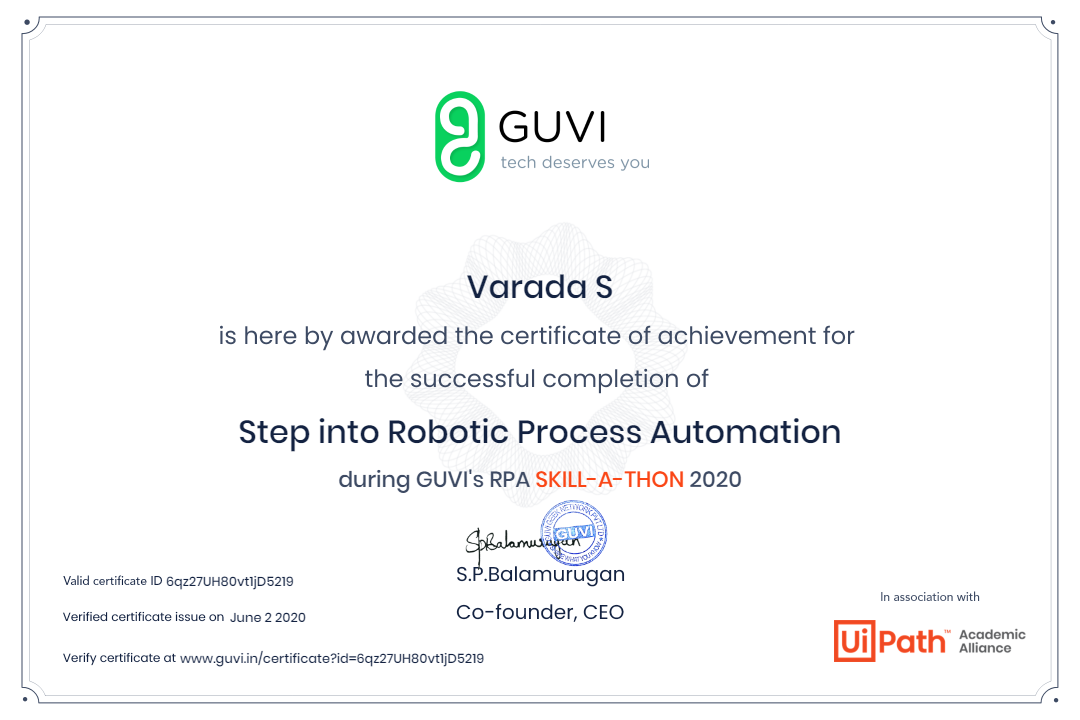 GUVI
tech deserves you
Varada S
is here by awarded the certificate of achievement for
the successful completion of
Step into Robotic Process Automation
during GUVI's RPA SKILL-A-THON 2020
SPBalamurugan
GUVI
S.P.Balamurugan
Co-founder, CEO
Valid certificate ID 6qz27UH80vt1jD5219
Verified certificate issue on June 2 2020
Verify certificate at www.guvi.in/certificate?id=6qz27UH80vt1jD5219
In association with
UiPath™ Academic
Alliance